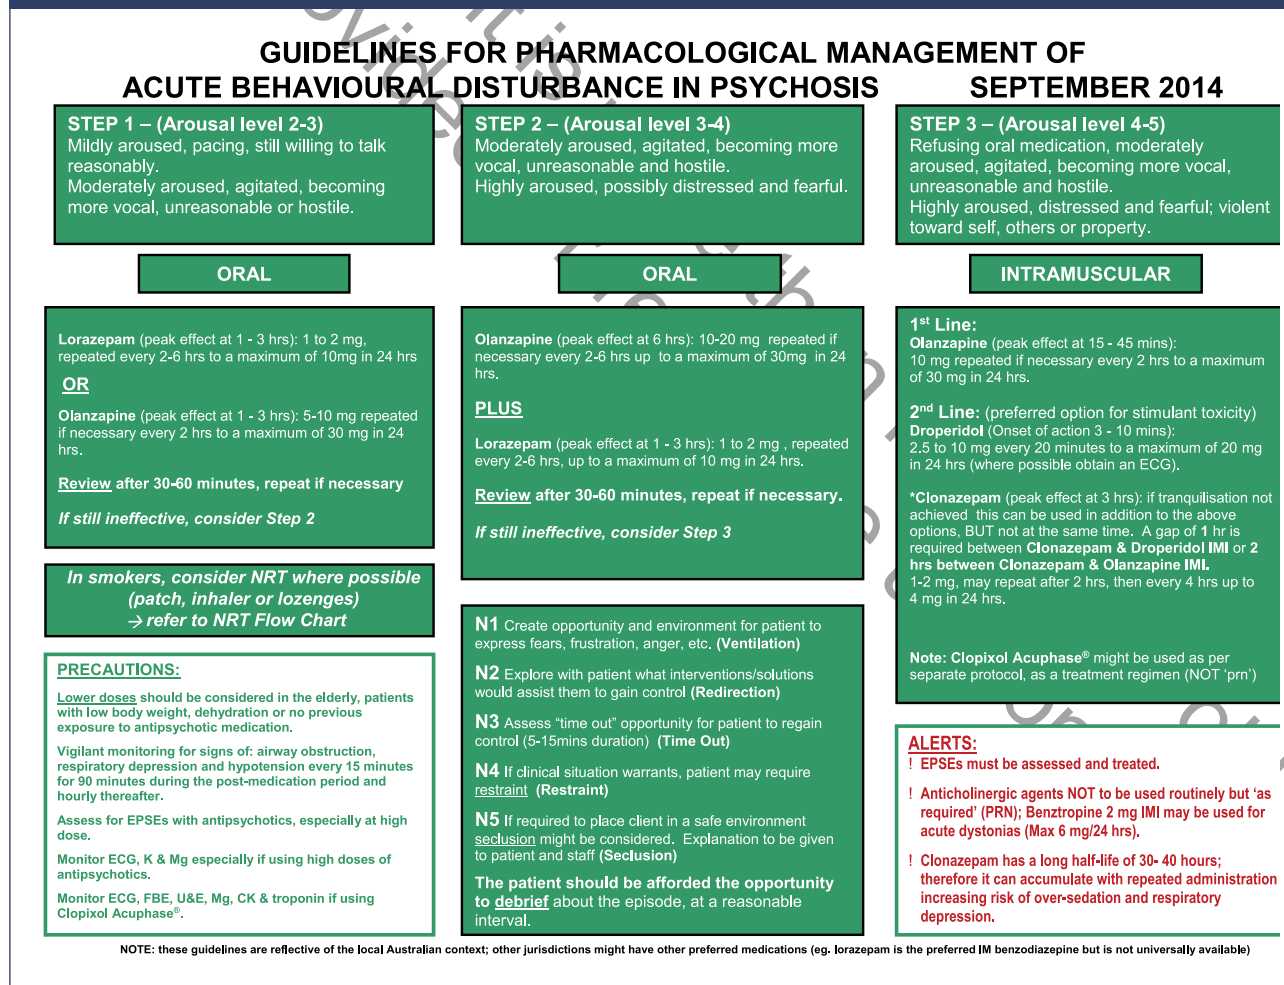 GUIDELINES FOR PHARMACOLOGICAL MANAGEMENT OF
ACUTE BEHAVIOURAL DISTURBANCE IN PSYCHOSIS SEPTEMBER 2014
STEP 1 – (Arousal level 2-3)
Mildly aroused, pacing, still willing to talk
reasonably.
Moderately aroused, agitated, becoming
more vocal, unreasonable or hostile.
ORAL
Lorazepam (peak effect at 1 - 3 hrs): 1 to 2 mg,
repeated every 2-6 hrs to a maximum of 10mg in 24 hrs
OR
Olanzapine (peak effect at 1 - 3 hrs): 5-10 mg repeated
if necessary every 2 hrs to a maximum of 30 mg in 24
hrs.
Review after 30-60 minutes, repeat if necessary
If still ineffective, consider Step 2
In smokers, consider NRT where possible
(patch, inhaler or lozenges)
→ refer to NRT Flow Chart
PRECAUTIONS:
Lower doses should be considered in the elderly, patients
with low body weight, dehydration or no previous
exposure to antipsychotic medication.
Vigilant monitoring for signs of: airway obstruction,
respiratory depression and hypotension every 15 minutes
for 90 minutes during the post-medication period and
hourly thereafter.
Assess for EPSEs with antipsychotics, especially at high
dose.
Monitor ECG, K & Mg especially if using high doses of
antipsychotics.
Monitor ECG, FBE, U&E, Mg, CK & troponin if using
Clopixol Acuphase®.
STEP 2 – (Arousal level 3-4)
Moderately aroused, agitated, becoming more
vocal, unreasonable and hostile.
Highly aroused, possibly distressed and fearful.
ORAL
Olanzapine (peak effect at 6 hrs): 10-20 mg repeated if
necessary every 2-6 hrs up to a maximum of 30mg in 24
hrs.
PLUS
Lorazepam (peak effect at 1 - 3 hrs): 1 to 2 mg , repeated
every 2-6 hrs, up to a maximum of 10 mg in 24 hrs.
Review after 30-60 minutes, repeat if necessary.
If still ineffective, consider Step 3
N1 Create opportunity and environment for patient to
express fears, frustration, anger, etc. (Ventilation)
N2 Explore with patient what interventions/solutions
would assist them to gain control (Redirection)
N3 Assess “time out” opportunity for patient to regain
control (5-15mins duration) (Time Out)
N4 If clinical situation warrants, patient may require
restraint (Restraint)
N5 If required to place client in a safe environment
seclusion might be considered. Explanation to be given
to patient and staff (Seclusion)
The patient should be afforded the opportunity
to debrief about the episode, at a reasonable
interval.
STEP 3 – (Arousal level 4-5)
Refusing oral medication, moderately
aroused, agitated, becoming more vocal,
unreasonable and hostile.
Highly aroused, distressed and fearful; violent
toward self, others or property.
INTRAMUSCULAR
1st Line:
Olanzapine (peak effect at 15 - 45 mins):
10 mg repeated if necessary every 2 hrs to a maximum
of 30 mg in 24 hrs.
2nd Line: (preferred option for stimulant toxicity)
Droperidol (Onset of action 3 - 10 mins):
2.5 to 10 mg every 20 minutes to a maximum of 20 mg
in 24 hrs (where possible obtain an ECG).
*Clonazepam (peak effect at 3 hrs): if tranquilisation not
achieved this can be used in addition to the above
options, BUT not at the same time. A gap of 1 hr is
required between Clonazepam & Droperidol IMI or 2
hrs between Clonazepam & Olanzapine IMI.
1-2 mg, may repeat after 2 hrs, then every 4 hrs up to
4 mg in 24 hrs.
Note: Clopixol Acuphase® might be used as per
separate protocol, as a treatment regimen (NOT ‘prn’)
ALERTS:
! EPSEs must be assessed and treated.
! Anticholinergic agents NOT to be used routinely but ‘as
required’ (PRN); Benztropine 2 mg IMI may be used for
acute dystonias (Max 6 mg/24 hrs).
! Clonazepam has a long half-life of 30- 40 hours;
therefore it can accumulate with repeated administration
increasing risk of over-sedation and respiratory
depression.
NOTE: these guidelines are reflective of the local Australian context; other jurisdictions might have other preferred medications (eg. lorazepam is the preferred IM benzodiazepine but is not universally available)